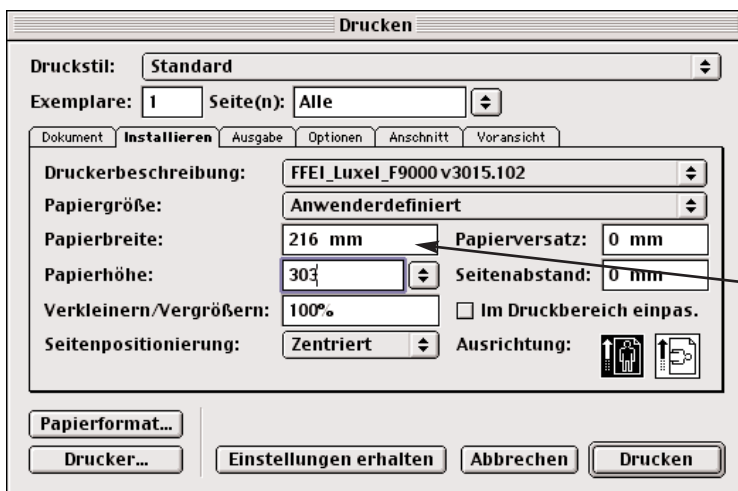 Drucken
Druckstil: Standard
Exemplare: 1 Seite(n): Alle
Dokument Installieren Ausgabe Optionen Anschnitt Voransicht
Druckerbeschreibung: FFEI_Luxel_F9000 v3015.102
Papiergröße: Anwenderdefiniert
Papierbreite: 216 mm Papierversatz: 0 mm
Papierhöhe: 303 Seitenabstand: 0 mm
Verkleinern/Vergrößern: 100% Im Druckbereich einpas.
Seitenpositionierung: Zentriert Ausrichtung:
Papierformat...
Drucker... Einstellungen erhalten Abbrechen Drucken